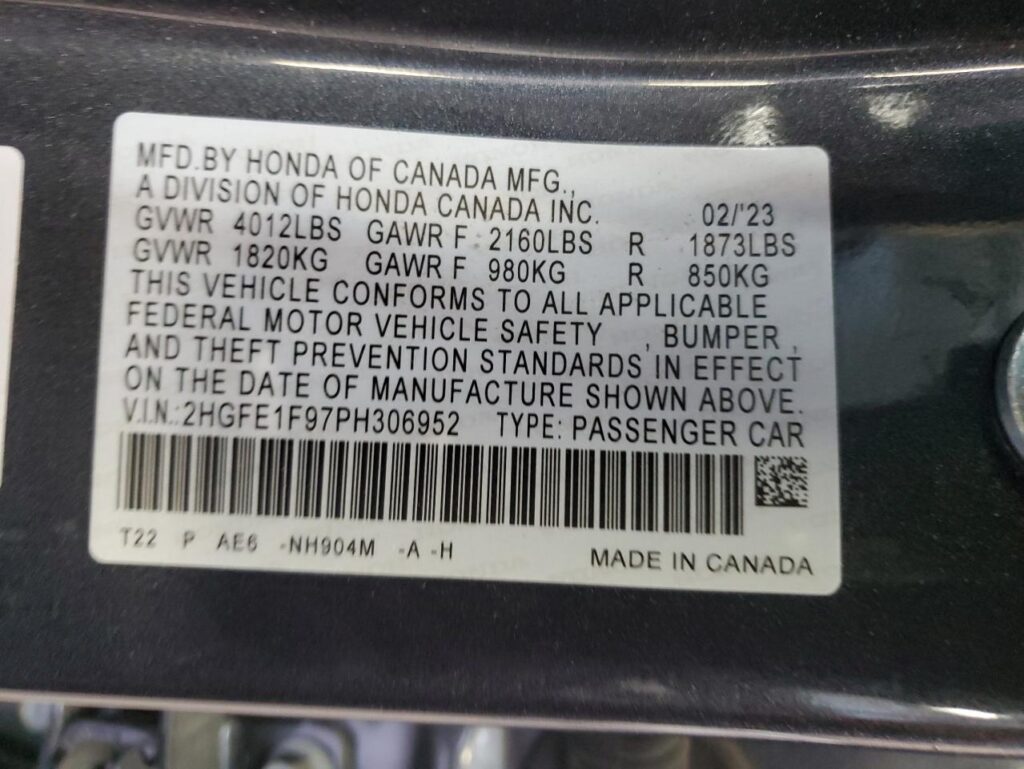 MFD.BY HONDA OF CANADA MFG.,
A DIVISION OF HONDA CANADA INC. 02/'23
GVWR 4012LBS GAWR F 2160LBS R 1873LBS
GVWR 1820KG GAWR F 980KG R 850KG
THIS VEHICLE CONFORMS TO ALL APPLICABLE
FEDERAL MOTOR VEHICLE SAFETY , BUMPER ,
AND THEFT PREVENTION STANDARDS IN EFFECT
ON THE DATE OF MANUFACTURE SHOWN ABOVE.
V.I.N.:2HGFE1F97PH306952 TYPE: PASSENGER CAR
T22 P AE6 -NH904M -A -H MADE IN CANADA